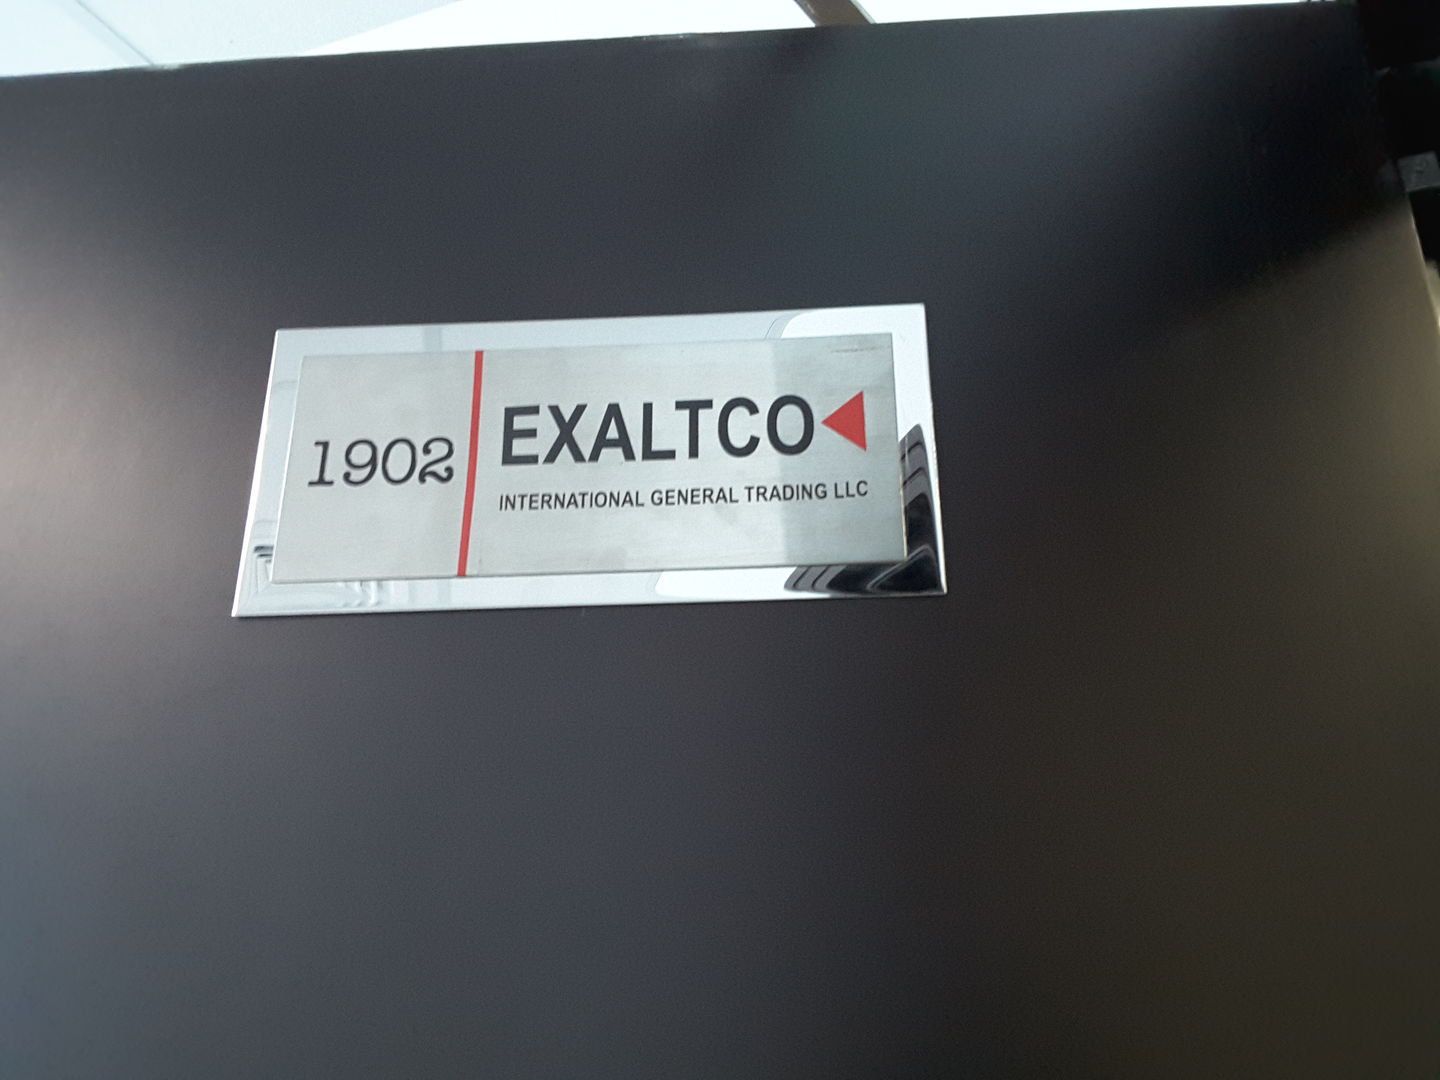 1902
EXALTCO
INTERNATIONAL GENERAL TRADING LLC